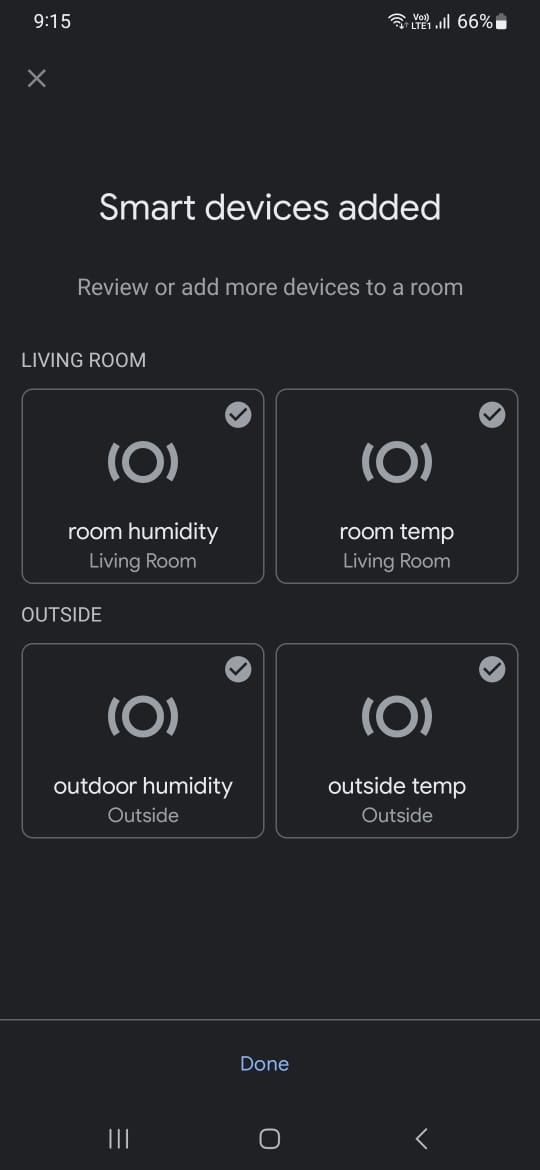 9:15
Vo))
LTE1
66%
Smart devices added
Review or add more devices to a room
LIVING ROOM
room humidity
Living Room
room temp
Living Room
OUTSIDE
outdoor humidity
Outside
outside temp
Outside
Done